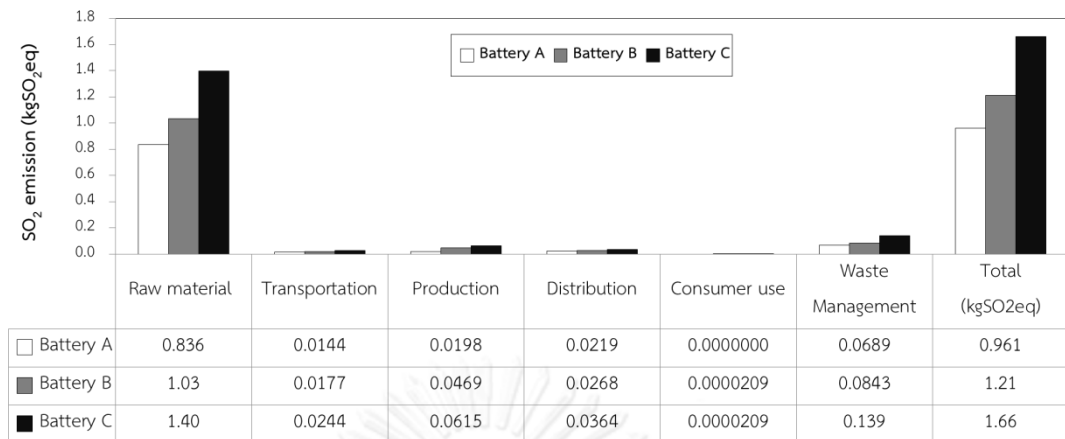 SO₂ emission (kgSO₂eq)
1.8
1.6
1.4
1.2
1.0
0.8
0.6
0.4
0.2
0.0
Battery A Battery B Battery C
Raw material Transportation Production Distribution Consumer use Waste Management Total (kgSO2eq)
Battery A 0.836 0.0144 0.0198 0.0219 0.0000000 0.0689 0.961
Battery B 1.03 0.0177 0.0469 0.0268 0.0000209 0.0843 1.21
Battery C 1.40 0.0244 0.0615 0.0364 0.0000209 0.139 1.66